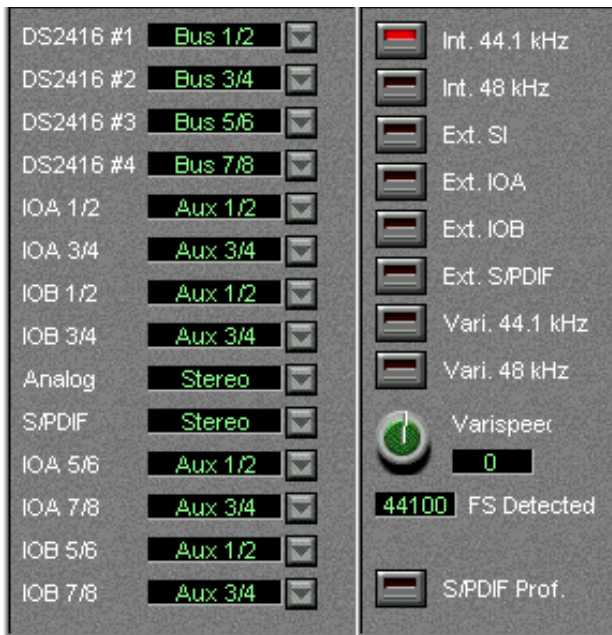 DS2416 #1 Bus 1/2
DS2416 #2 Bus 3/4
DS2416 #3 Bus 5/6
DS2416 #4 Bus 7/8
IOA 1/2 Aux 1/2
IOA 3/4 Aux 3/4
IOB 1/2 Aux 1/2
IOB 3/4 Aux 3/4
Analog Stereo
S/PDIF Stereo
IOA 5/6 Aux 1/2
IOA 7/8 Aux 3/4
IOB 5/6 Aux 1/2
IOB 7/8 Aux 3/4
Int. 44.1 kHz
Int. 48 kHz
Ext. SI
Ext. IOA
Ext. IOB
Ext. S/PDIF
Vari. 44.1 kHz
Vari. 48 kHz
Varispeec
0
44100 FS Detected
S/PDIF Prof.